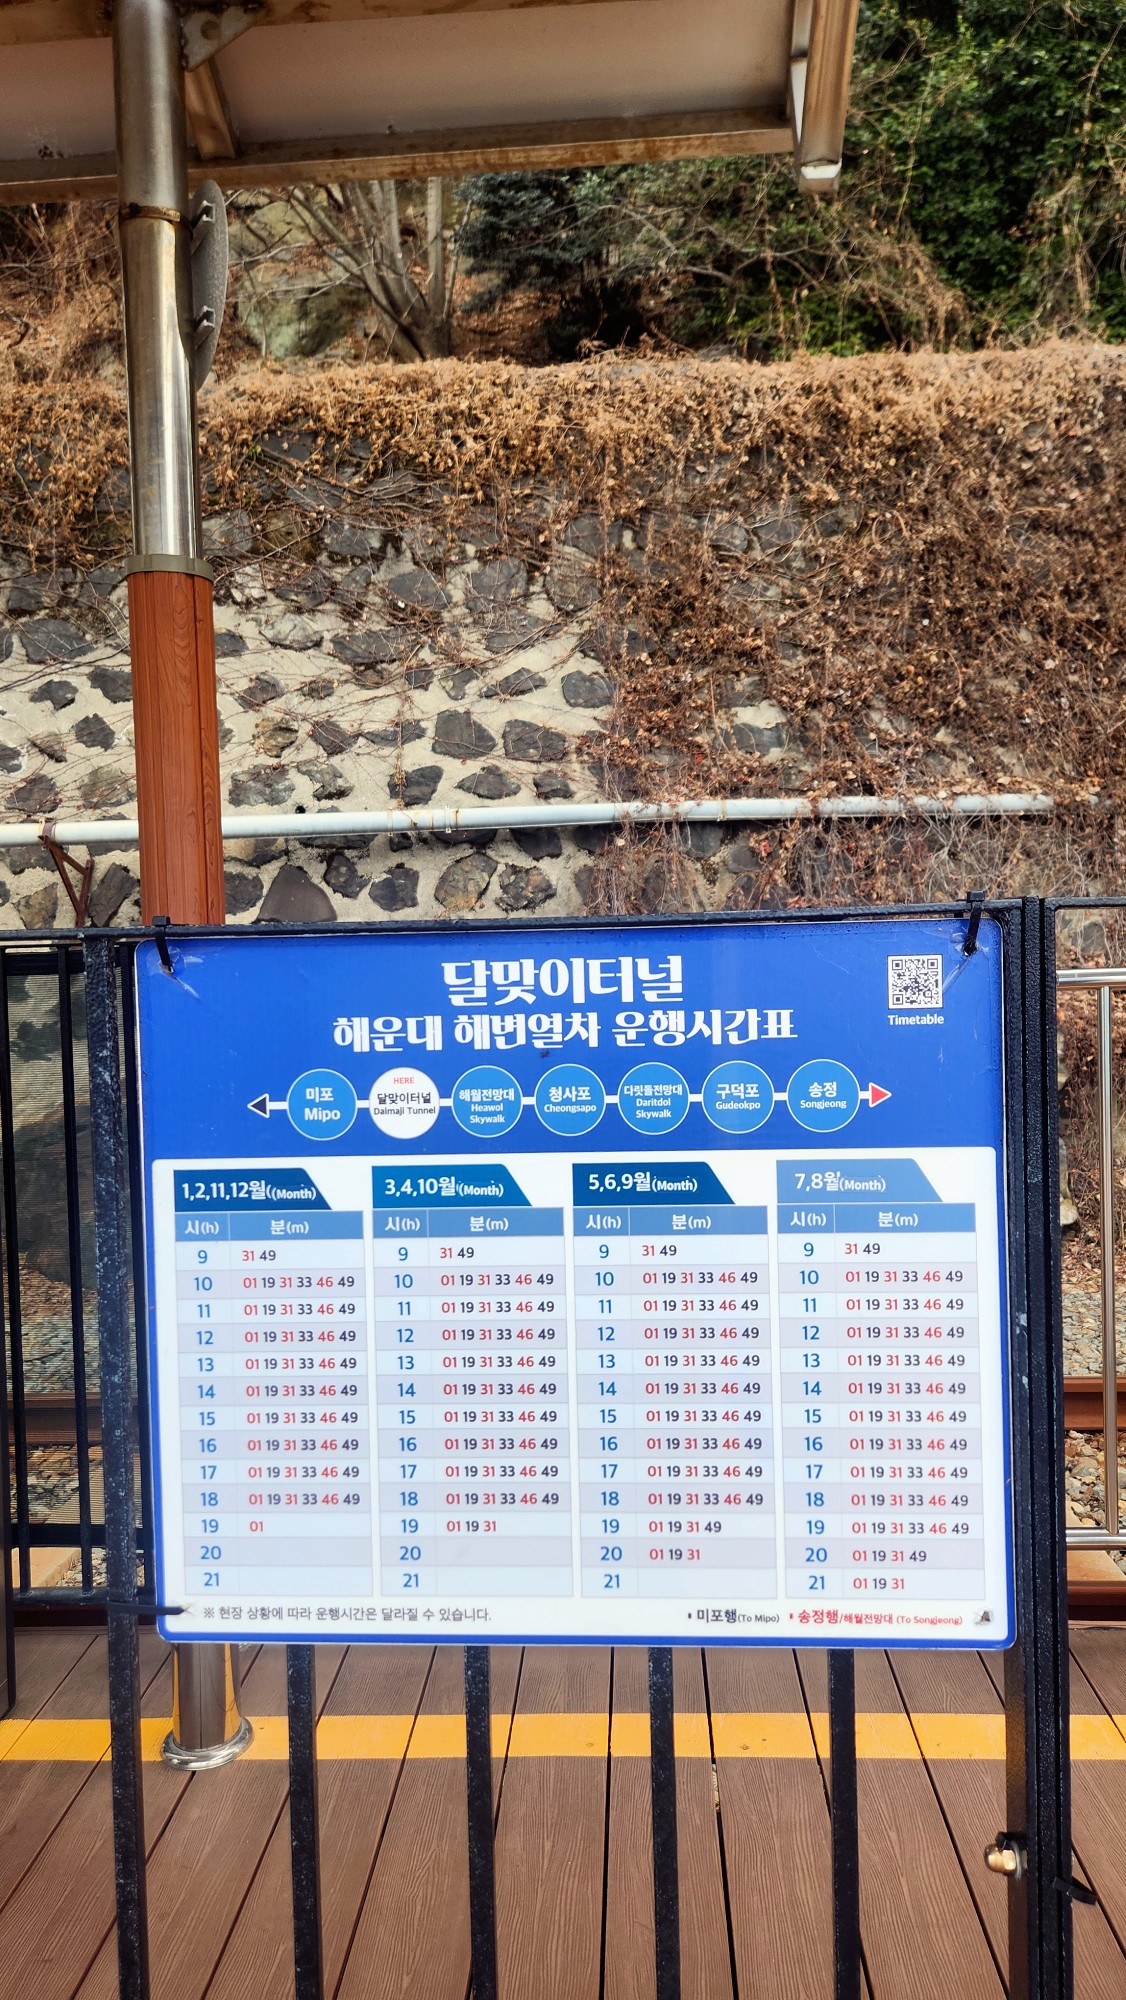 달맞이터널
해운대 해변열차 운행시간표
Timetable
미포
Mipo
HERE
달맞이터널
Dalmaji Tunnel
해월전망대
Heawol
Skywalk
청사포
Cheongsapo
다릿돌전망대
Daritdol
Skywalk
구덕포
Gudeokpo
송정
Songjeong
1,2,11,12월((Month)
시(h) 분(m)
9 31 49
10 01 19 31 33 46 49
11 01 19 31 33 46 49
12 01 19 31 33 46 49
13 01 19 31 33 46 49
14 01 19 31 33 46 49
15 01 19 31 33 46 49
16 01 19 31 33 46 49
17 01 19 31 33 46 49
18 01 19 31 33 46 49
19 01
20
21
3,4,10월(Month)
시(h) 분(m)
9 31 49
10 01 19 31 33 46 49
11 01 19 31 33 46 49
12 01 19 31 33 46 49
13 01 19 31 33 46 49
14 01 19 31 33 46 49
15 01 19 31 33 46 49
16 01 19 31 33 46 49
17 01 19 31 33 46 49
18 01 19 31 33 46 49
19 01 19 31
20
21
5,6,9월(Month)
시(h) 분(m)
9 31 49
10 01 19 31 33 46 49
11 01 19 31 33 46 49
12 01 19 31 33 46 49
13 01 19 31 33 46 49
14 01 19 31 33 46 49
15 01 19 31 33 46 49
16 01 19 31 33 46 49
17 01 19 31 33 46 49
18 01 19 31 33 46 49
19 01 19 31 49
20 01 19 31
21
7,8월(Month)
시(h) 분(m)
9 31 49
10 01 19 31 33 46 49
11 01 19 31 33 46 49
12 01 19 31 33 46 49
13 01 19 31 33 46 49
14 01 19 31 33 46 49
15 01 19 31 33 46 49
16 01 19 31 33 46 49
17 01 19 31 33 46 49
18 01 19 31 33 46 49
19 01 19 31 33 46 49
20 01 19 31 49
21 01 19 31
※ 현장 상황에 따라 운행시간은 달라질 수 있습니다.
미포행(To Mipo) 송정행/해월전망대 (To Songjeong)